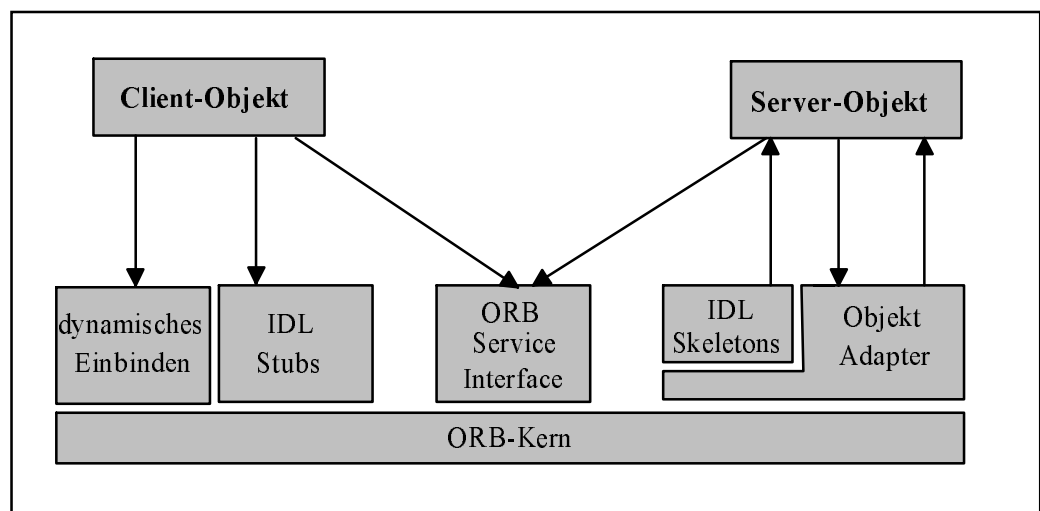 Client-Objekt
Server-Objekt
dynamisches
Einbinden
IDL
Stubs
ORB
Service
Interface
IDL
Skeletons
Objekt
Adapter
ORB-Kern